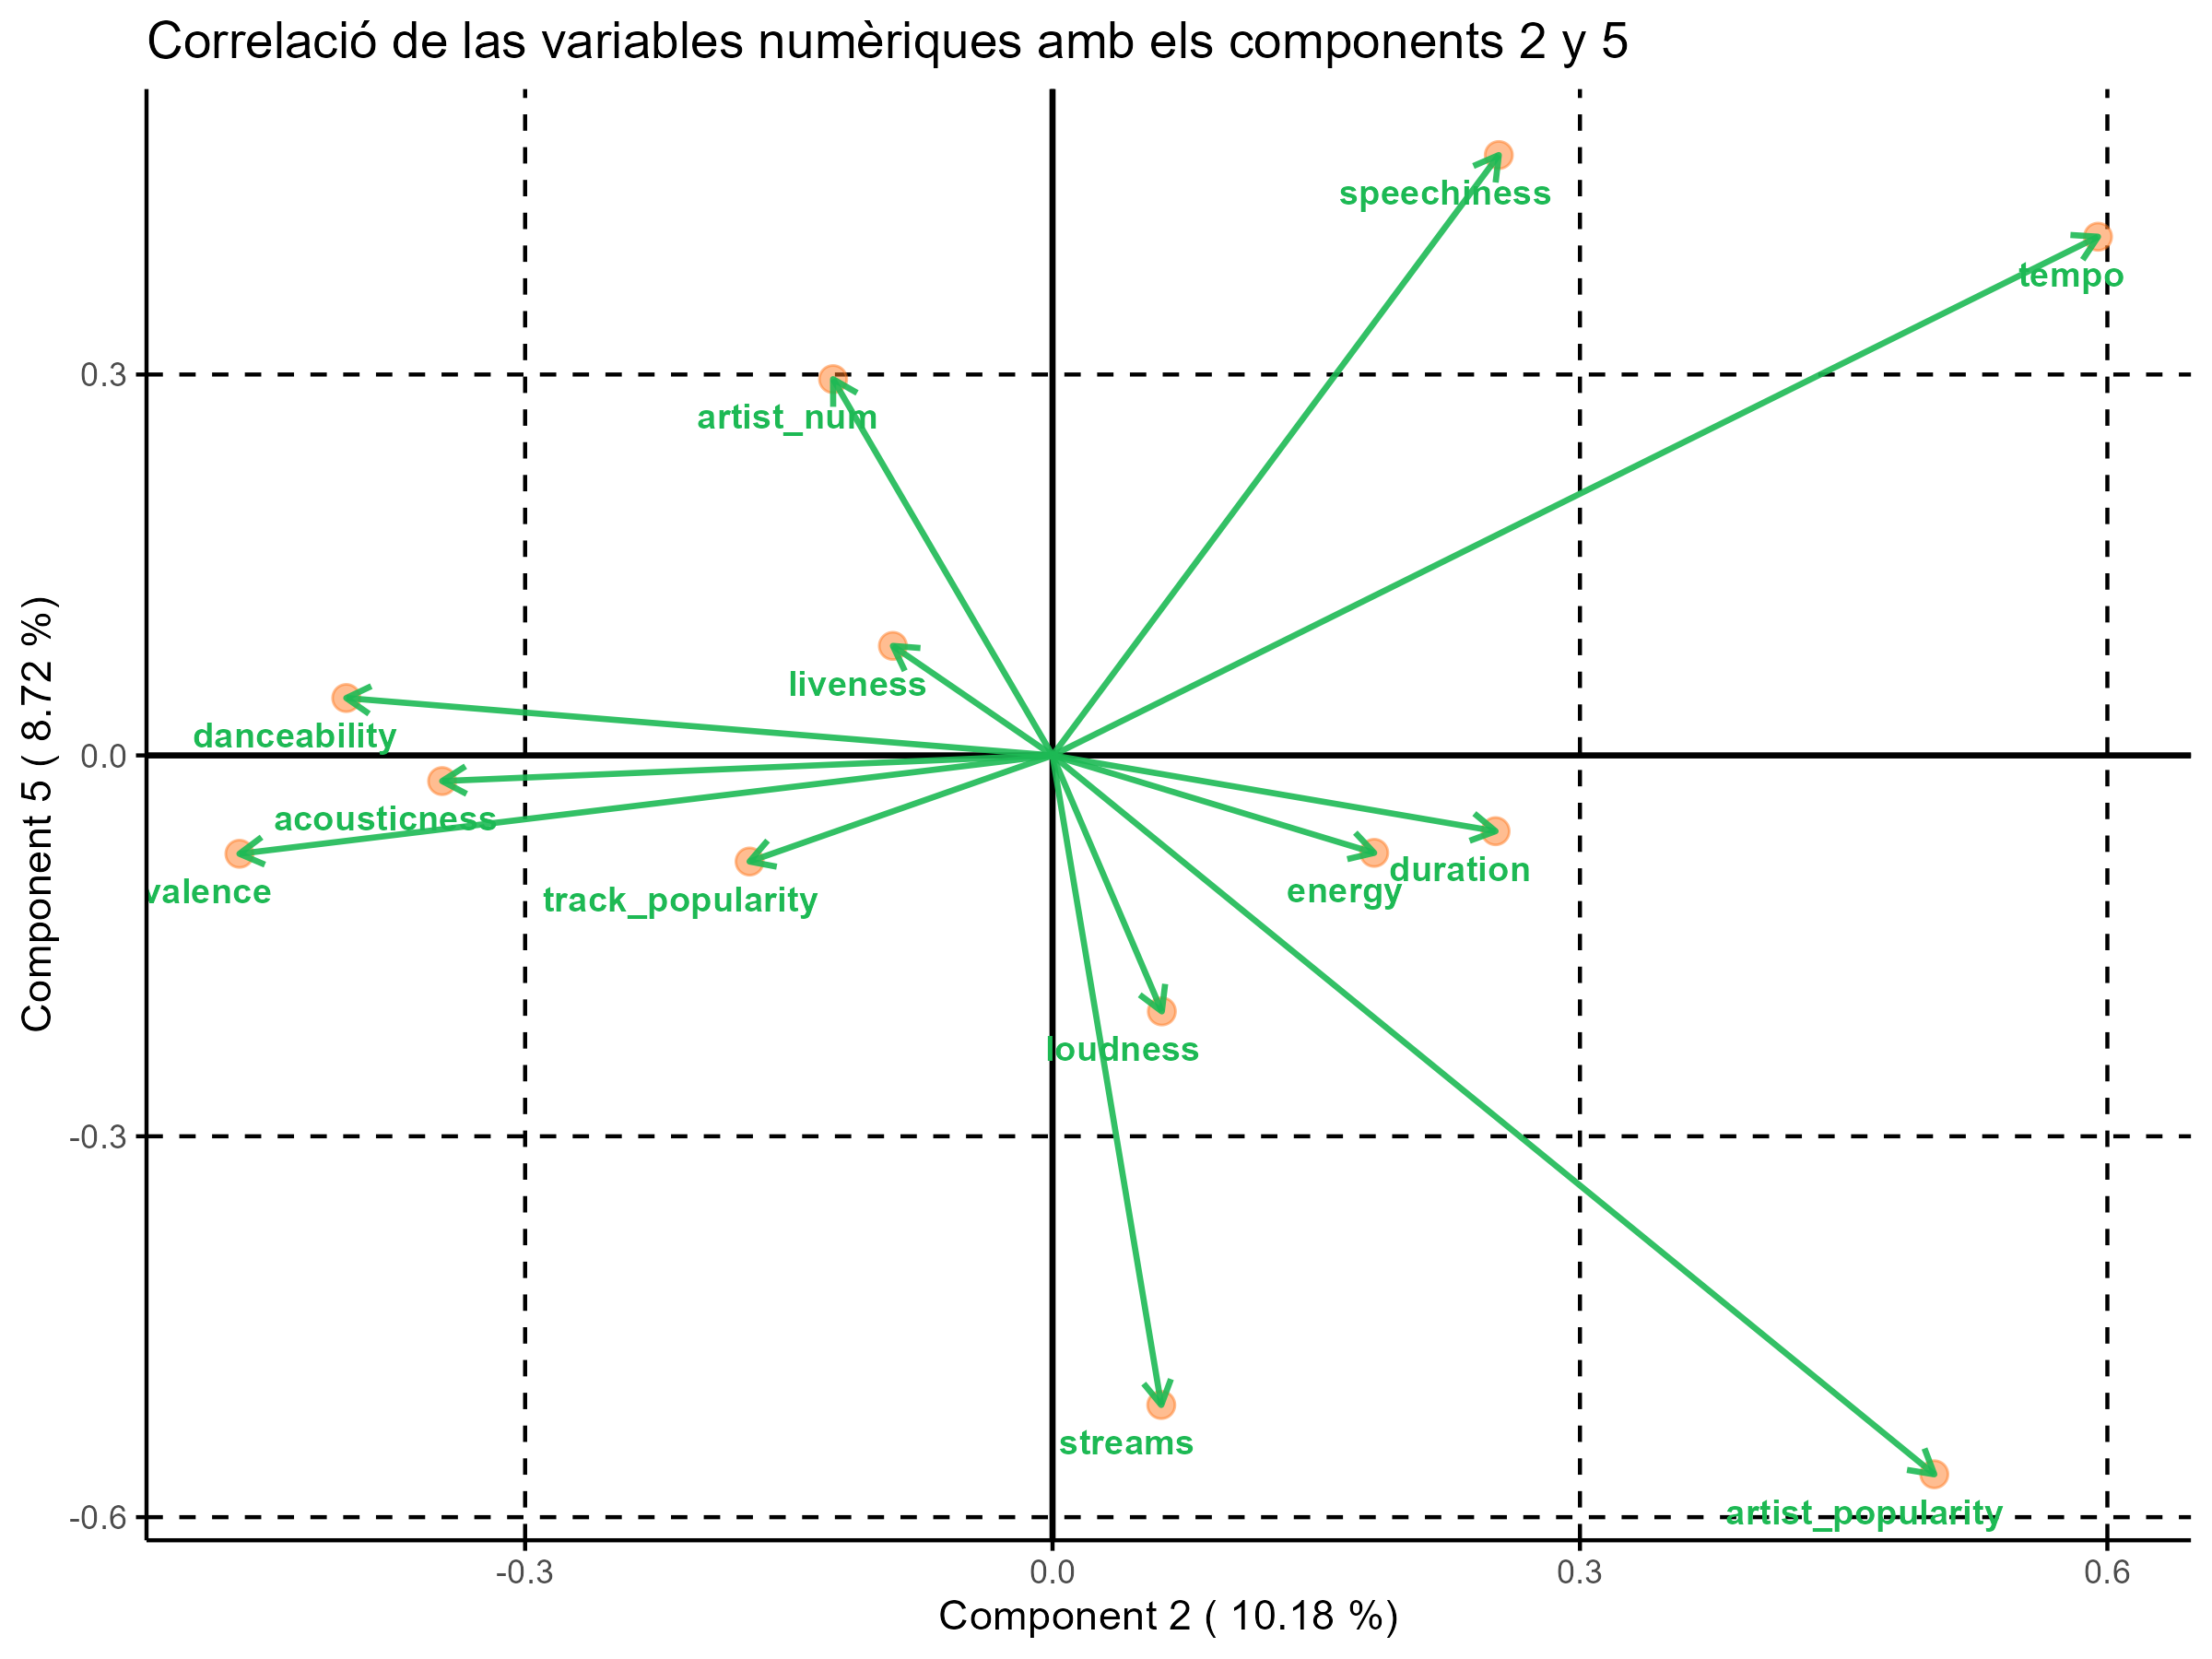 Correlació de las variables numèriques amb els components 2 y 5
speechiness
tempo
0.3
artist_num
liveness
danceability
0.0
acousticness
duration
valence
energy
track_popularity
loudness
-0.3
streams
artist_popularity
-0.6
-0.3 0.0 0.3 0.6
Component 2 ( 10.18 %)
Component 5 ( 8.72 %)